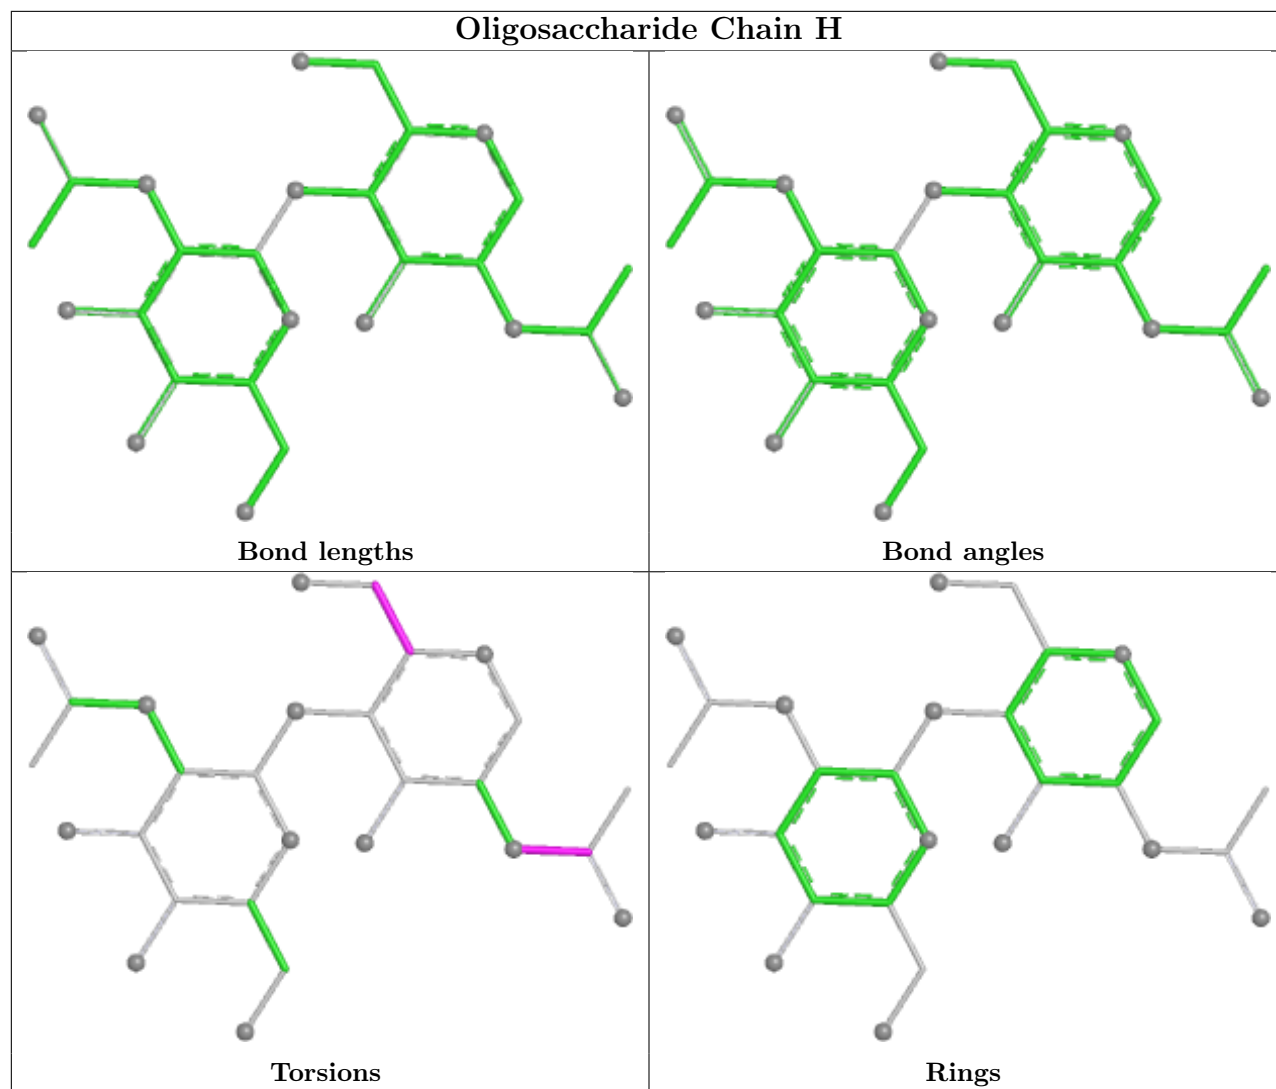 Oligosaccharide Chain H
Bond lengths
Bond angles
Torsions
Rings